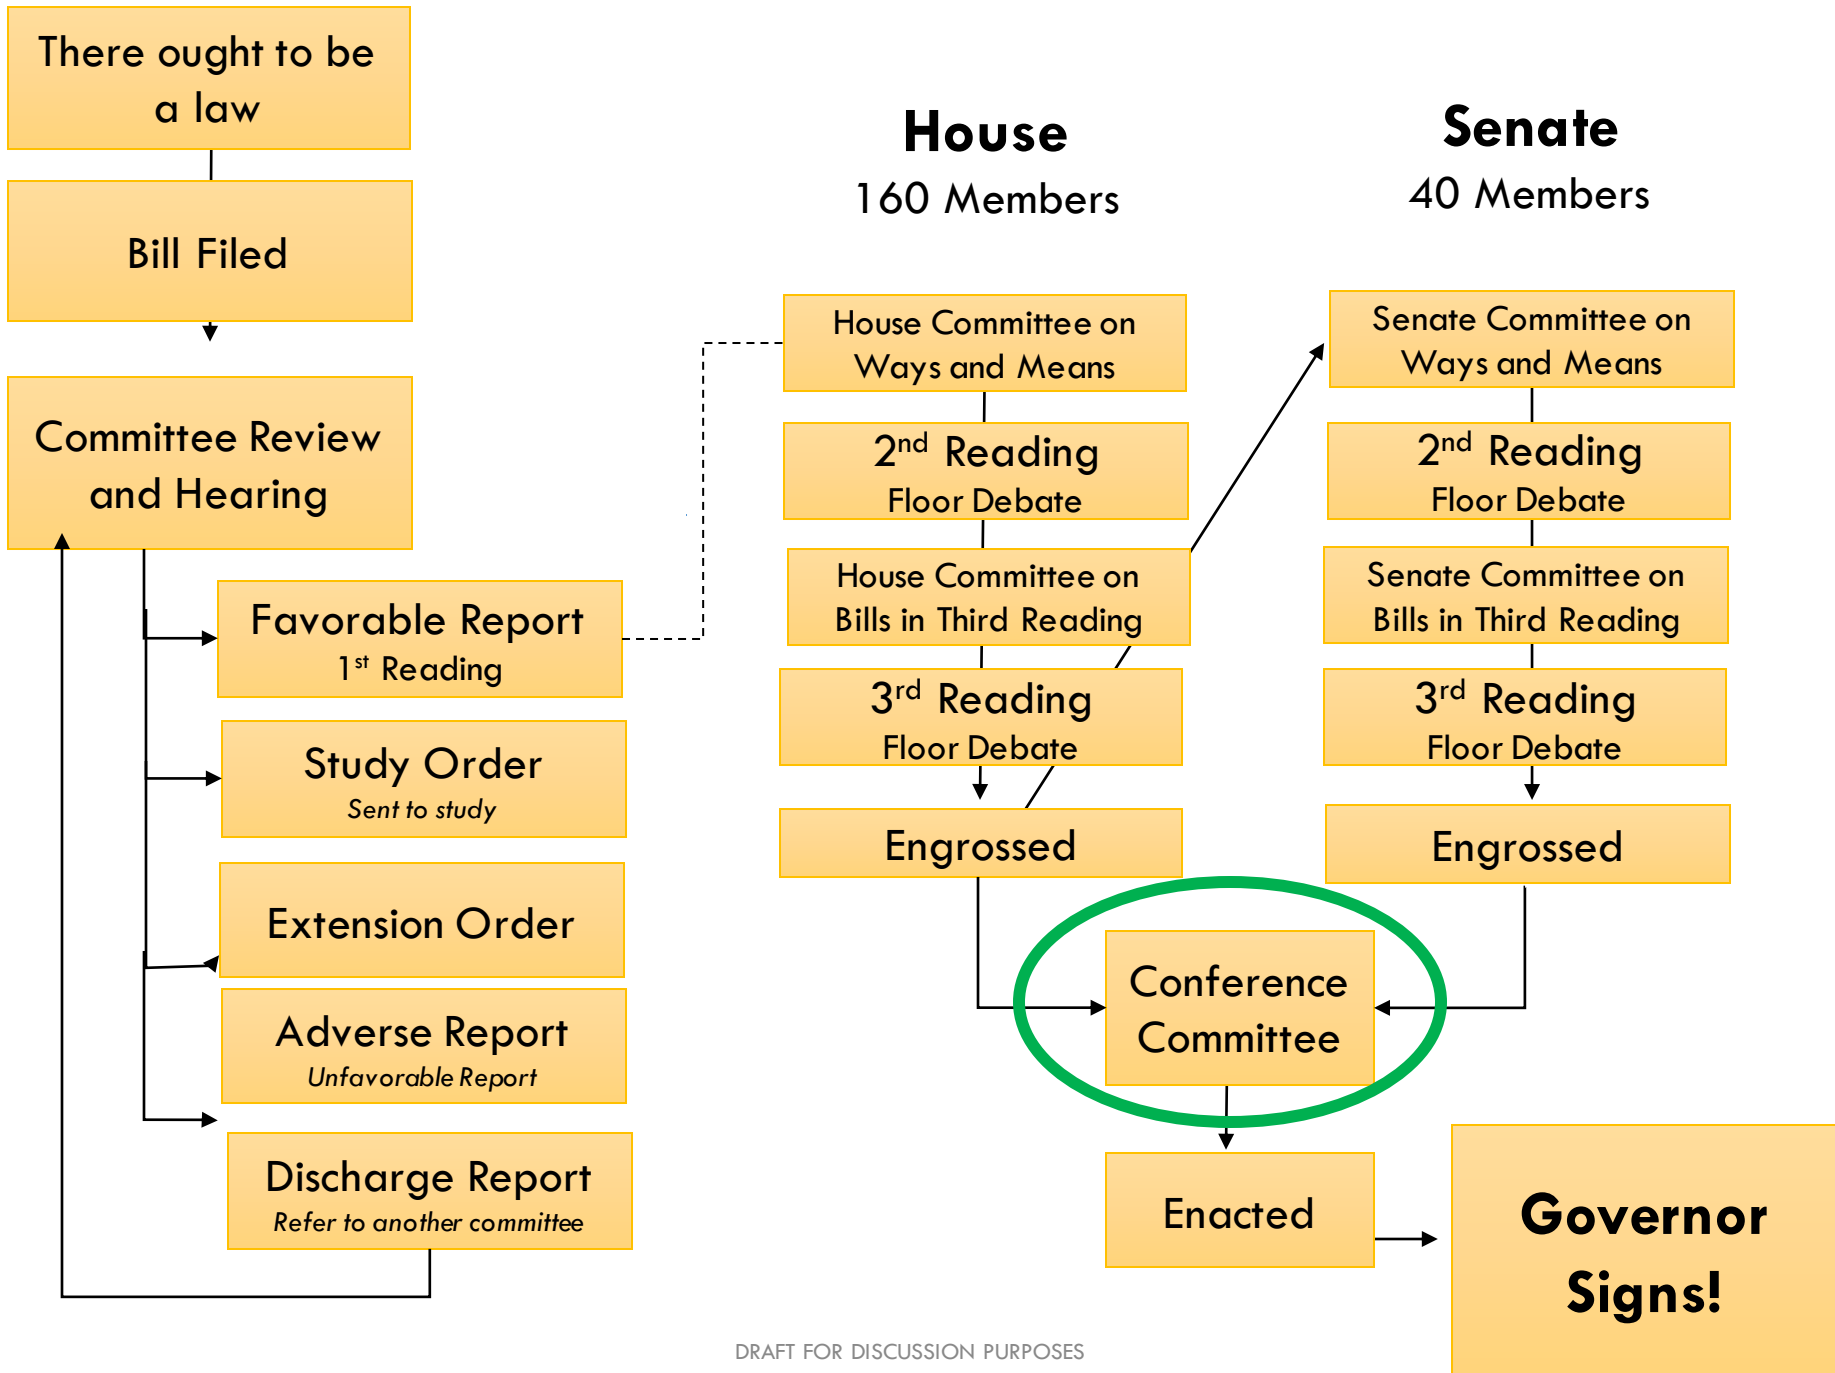 There ought to be
a law
Bill Filed
Committee Review
and Hearing
Favorable Report
1st Reading
Study Order
Sent to study
Extension Order
Adverse Report
Unfavorable Report
Discharge Report
Refer to another committee
House
160 Members
House Committee on
Ways and Means
2nd Reading
Floor Debate
House Committee on
Bills in Third Reading
3rd Reading
Floor Debate
Engrossed
Senate
40 Members
Senate Committee on
Ways and Means
2nd Reading
Floor Debate
Senate Committee on
Bills in Third Reading
3rd Reading
Floor Debate
Engrossed
Conference
Committee
Enacted
Governor
Signs!
DRAFT FOR DISCUSSION PURPOSES